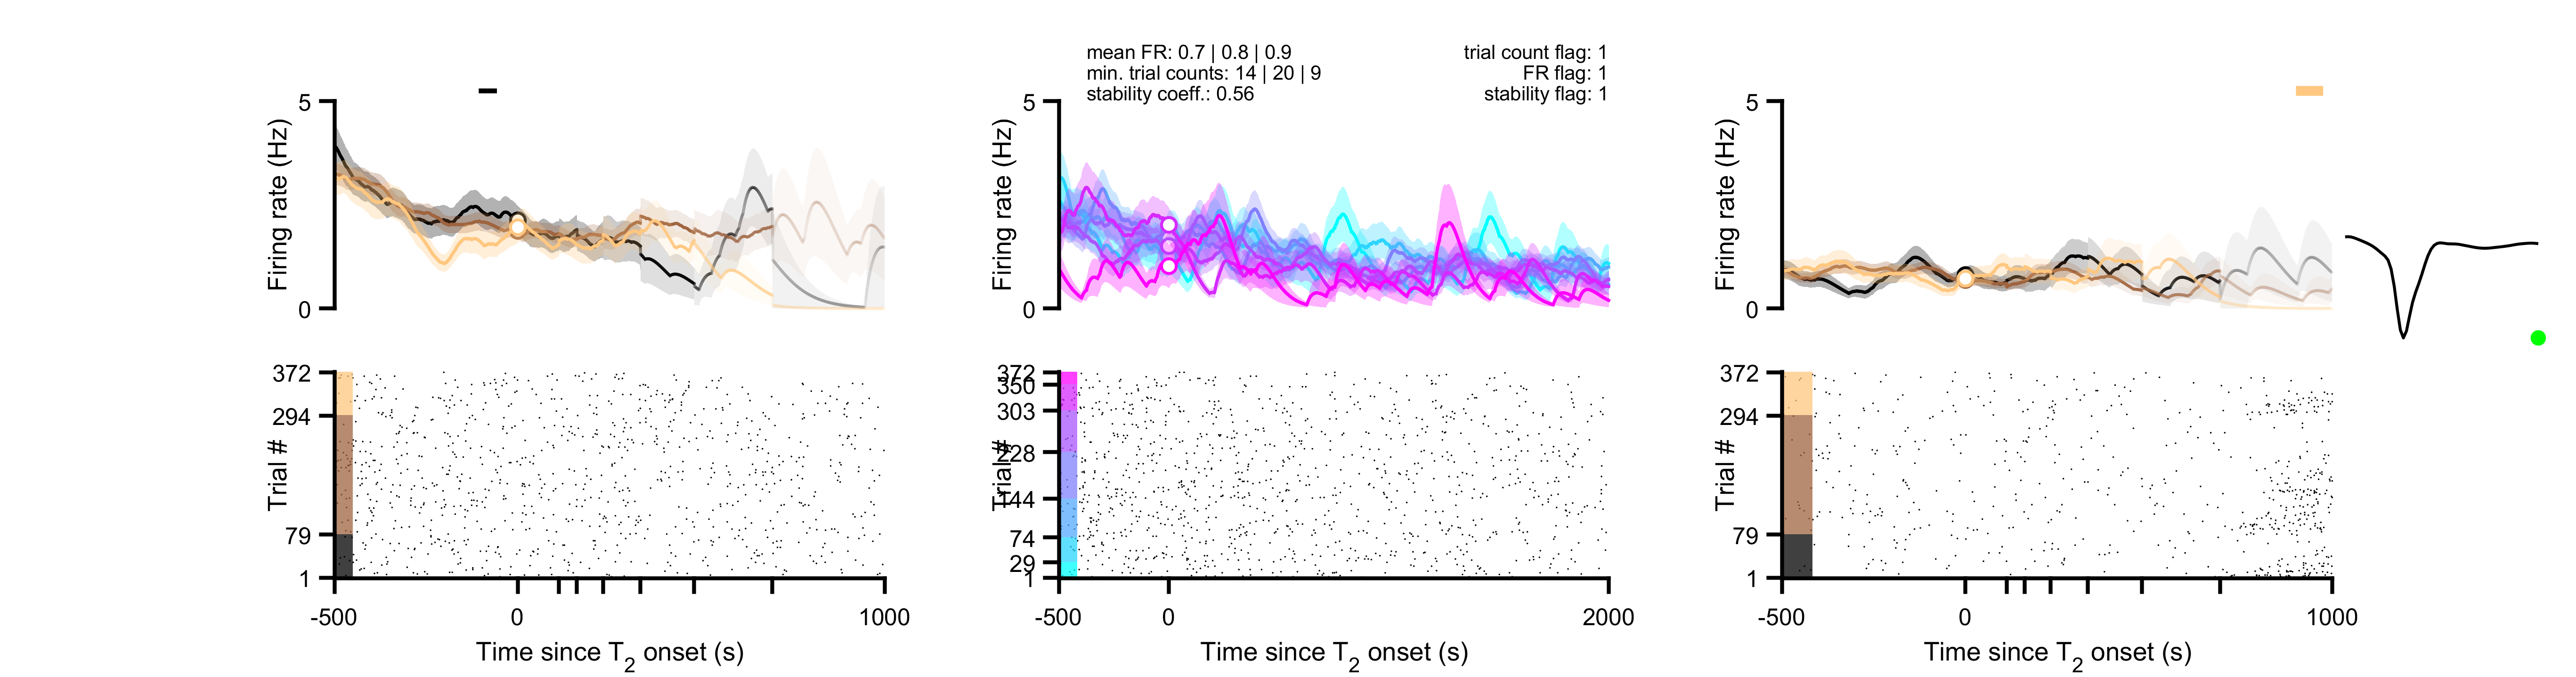 mean FR: 0.7 | 0.8 | 0.9
min. trial counts: 14 | 20 | 9
stability coeff.: 0.56
trial count flag: 1
FR flag: 1
stability flag: 1
5
0
Firing rate (Hz)
372
294
79
1
Trial #
-500
0
1000
Time since T2 onset (s)
5
0
Firing rate (Hz)
372
350
303
228
144
74
29
1
Trial #
-500
0
2000
Time since T2 onset (s)
5
0
Firing rate (Hz)
372
294
79
1
Trial #
-500
0
1000
Time since T2 onset (s)